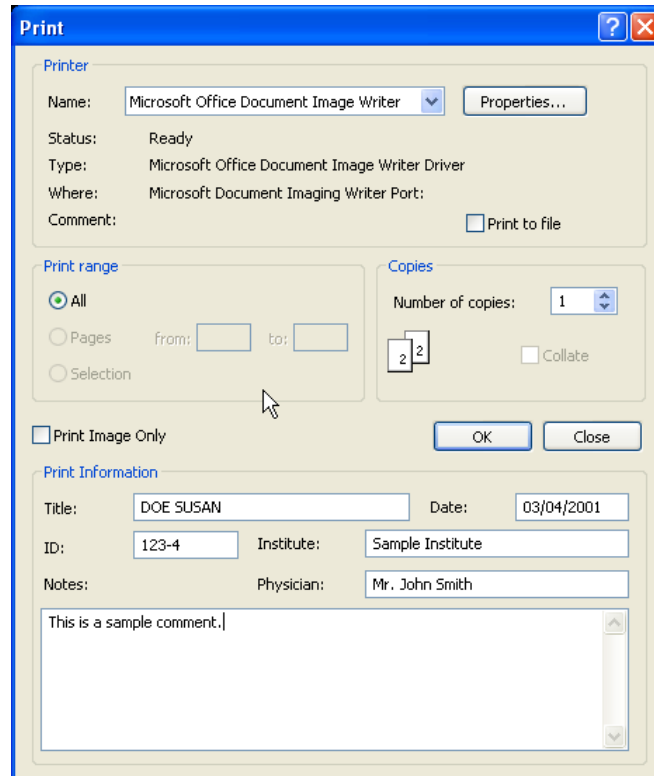 Print
Printer
Name: Microsoft Office Document Image Writer Properties...
Status: Ready
Type: Microsoft Office Document Image Writer Driver
Where: Microsoft Document Imaging Writer Port:
Comment: Print to file
Print range
All
Pages from: to:
Selection
Copies
Number of copies: 1
2 2
Collate
Print Image Only OK Close
Print Information
Title: DOE SUSAN Date: 03/04/2001
ID: 123-4 Institute: Sample Institute
Notes: Physician: Mr. John Smith
This is a sample comment.